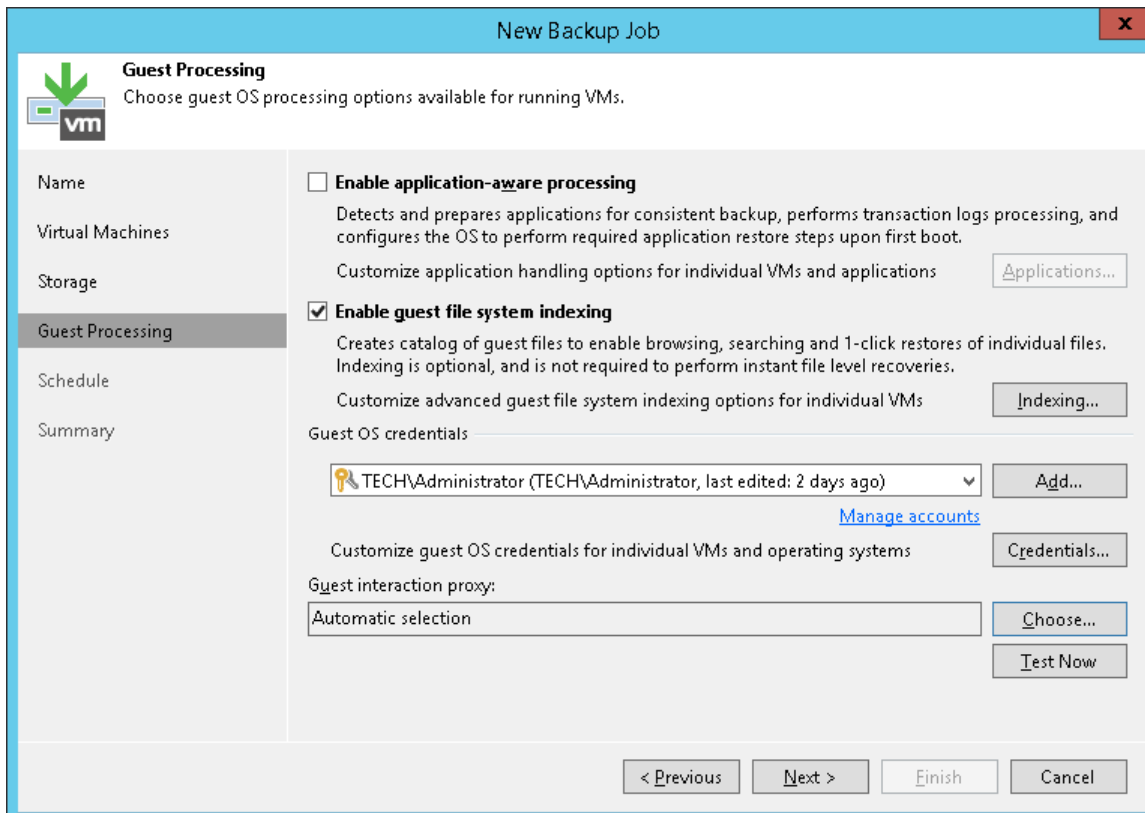 New Backup Job
x
Guest Processing
Choose guest OS processing options available for running VMs.
vm
Name
Virtual Machines
Storage
Guest Processing
Schedule
Summary
Enable application-aware processing
Detects and prepares applications for consistent backup, performs transaction logs processing, and
configures the OS to perform required application restore steps upon first boot.
Customize application handling options for individual VMs and applications
Applications...
Enable guest file system indexing
Creates catalog of guest files to enable browsing, searching and 1-click restores of individual files.
Indexing is optional, and is not required to perform instant file level recoveries.
Customize advanced guest file system indexing options for individual VMs
Indexing...
Guest OS credentials
TECH\Administrator (TECH\Administrator, last edited: 2 days ago)
Add...
Manage accounts
Customize guest OS credentials for individual VMs and operating systems
Credentials...
Guest interaction proxy:
Automatic selection
Choose...
Test Now
< Previous
Next >
Finish
Cancel